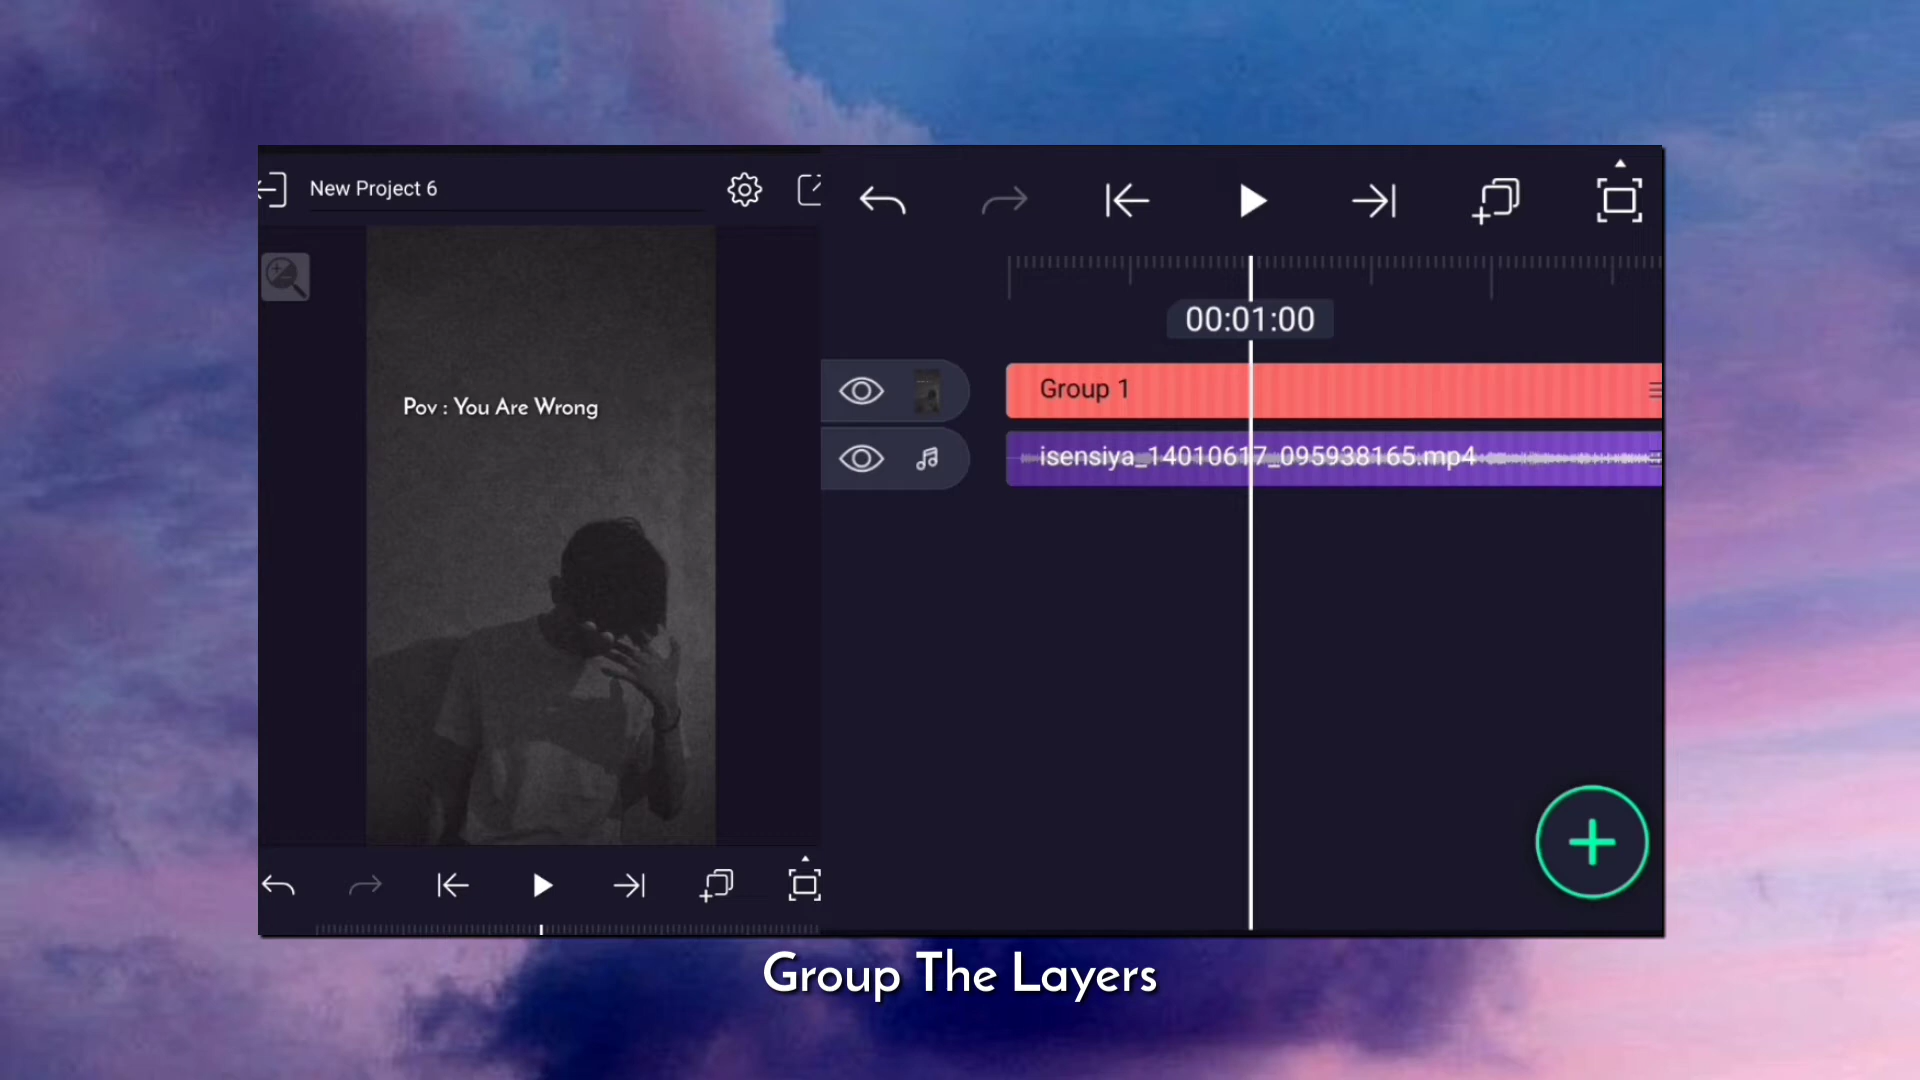 New Project 6
Pov : You Are Wrong
00:01:00
Group 1
isensiya_14010617_095938165.mp4
Group The Layers